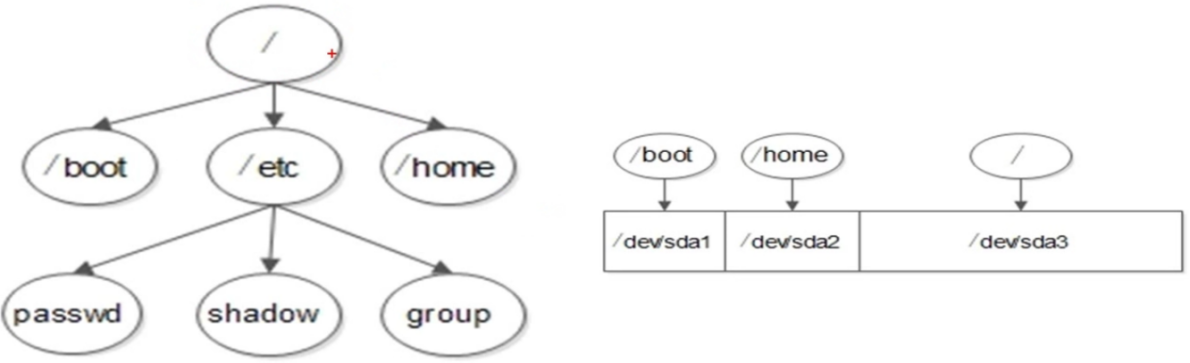 /
/boot
/etc
/home
passwd
shadow
group
/boot
/home
/
/dev/sda1
/dev/sda2
/dev/sda3